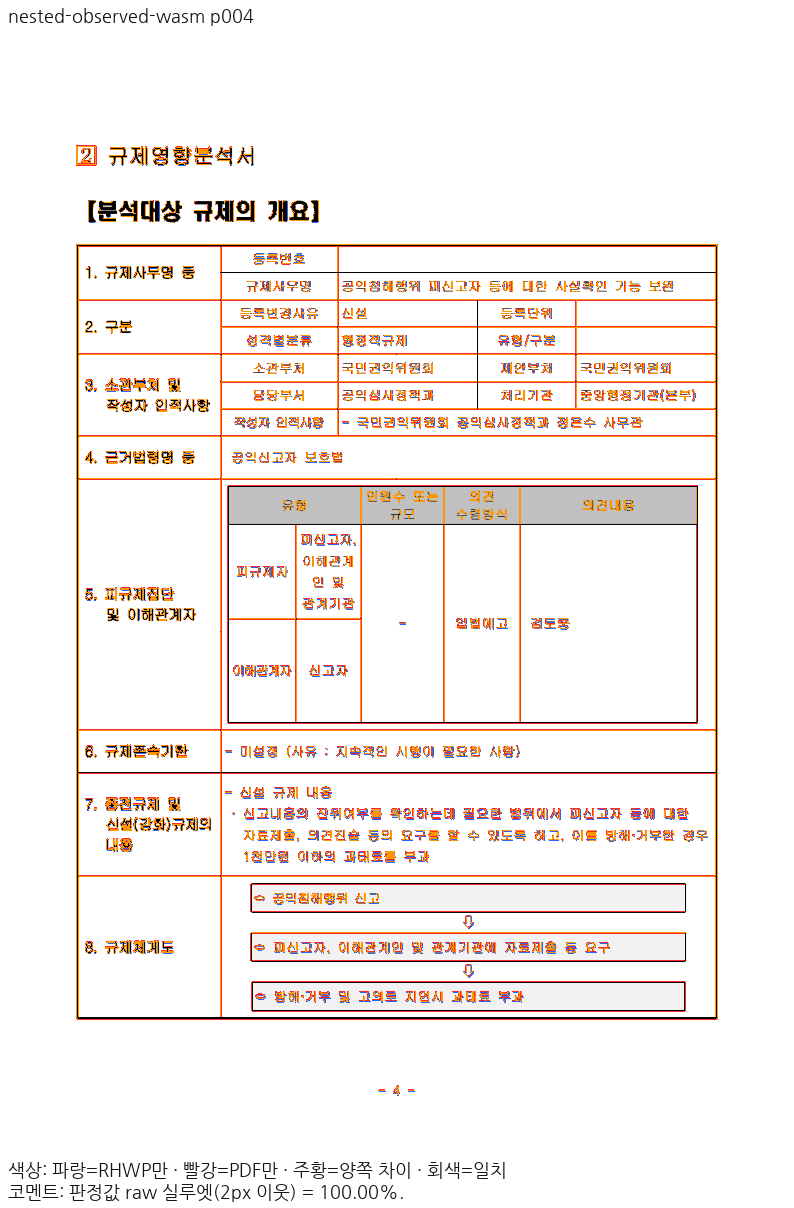 nested-observed-wasm p004
2 규제영향분석서
【분석대상 규제의 개요】
1. 규제사무명 등
등록번호
규제사무명
공익침해행위 피신고자 등에 대한 사실확인 기능 보완
2. 구분
등록변경사유
신설
등록단위
성격별분류
행정적규제
유형/구분
3. 소관부처 및
작성자 인적사항
소관부처
국민권익위원회
제안부처
국민권익위원회
담당부서
공익심사정책과
처리기관
중앙행정기관(본부)
작성자 인적사항
- 국민권익위원회 공익심사정책과 정은수 사무관
4. 근거법령명 등
공익신고자 보호법
5. 피규제집단
및 이해관계자
유형
인원수 또는
규모
의견
수렴방식
의견내용
피규제자
피신고자,
이해관계
인 및
관계기관
-
입법예고
검토중
이해관계자
신고자
6. 규제존속기한
- 미설정 (사유 : 지속적인 시행이 필요한 사항)
7. 종전규제 및
신설(강화)규제의
내용
- 신설 규제 내용
· 신고내용의 진위여부를 확인하는데 필요한 범위에서 피신고자 등에 대한
자료제출, 의견진술 등의 요구를 할 수 있도록 하고, 이를 방해·거부한 경우
1천만원 이하의 과태료를 부과
8. 규제체계도
⇨ 공익침해행위 신고
⇩
⇨ 피신고자, 이해관계인 및 관계기관에 자료제출 등 요구
⇩
⇨ 방해·거부 및 고의로 지연시 과태료 부과
- 4 -
색상: 파랑=RHWP만 · 빨강=PDF만 · 주황=양쪽 차이 · 회색=일치
코멘트: 판정값 raw 실루엣(2px 이웃) = 100.00%.